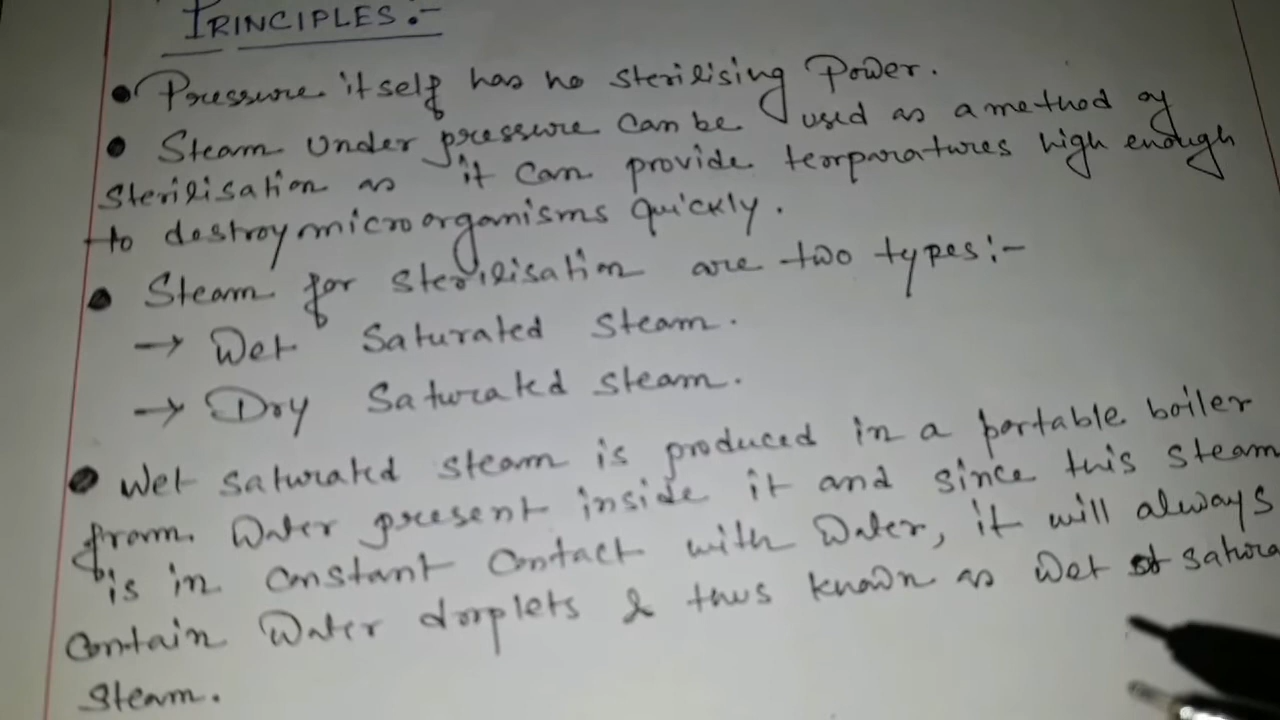 PRINCIPLES :-
• Pressure itself has no sterilising Power.
• Steam Under pressure can be used as a method of
sterilisation as it can provide teorparatures high enough
to destroy microorganisms quickly.
• Steam for sterilisation are two types :-
→ Wet Saturated Steam.
→ Dry Saturated steam.
• Wet saturated steam is produced in a portable boiler
from Water present inside it and since this steam
is in constant contact with Water, it will always
contain Water dorplets & thus known as Wet
steam.